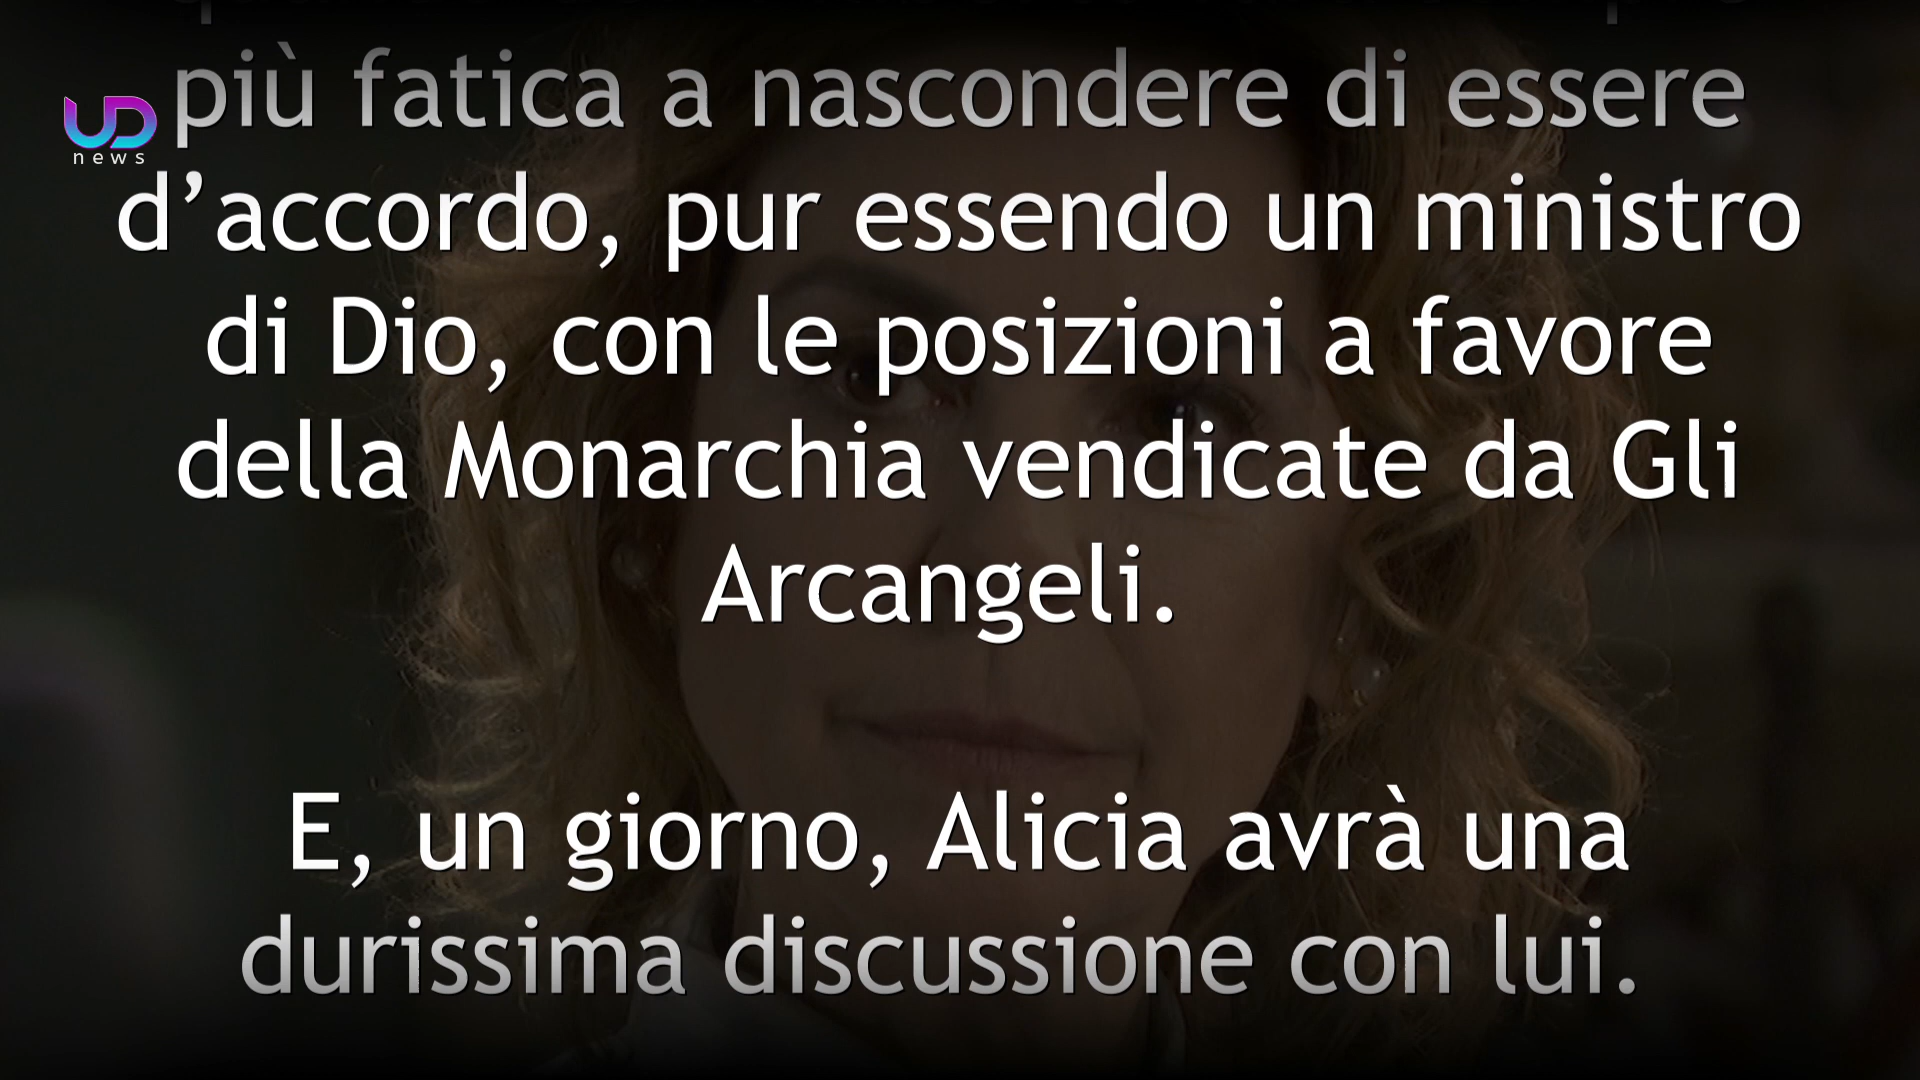 più fatica a nascondere di essere
UD
news
d’accordo, pur essendo un ministro
di Dio, con le posizioni a favore
della Monarchia vendicate da Gli
Arcangeli.
E, un giorno, Alicia avrà una
durissima discussione con lui.